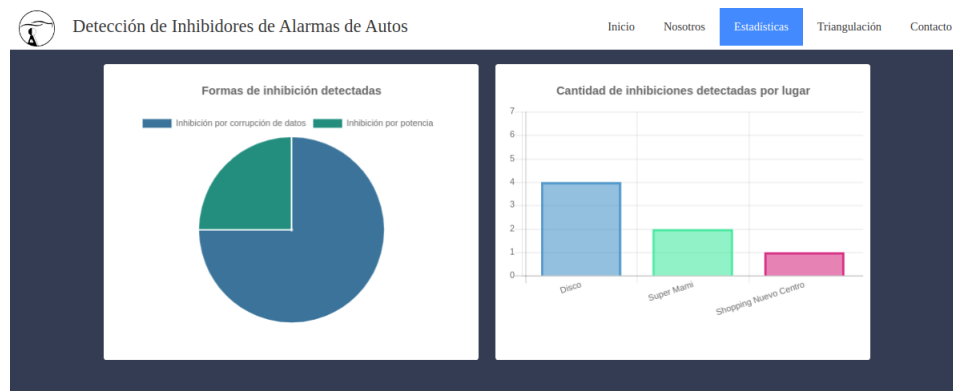 Detección de Inhibidores de Alarmas de Autos
Inicio Nosotros Estadísticas Triangulación Contacto
Formas de inhibición detectadas
Inhibición por corrupción de datos Inhibición por potencia
Cantidad de inhibiciones detectadas por lugar
7
6
5
4
3
2
1
0
Disco
Super Mami
Shopping Nuevo Centro